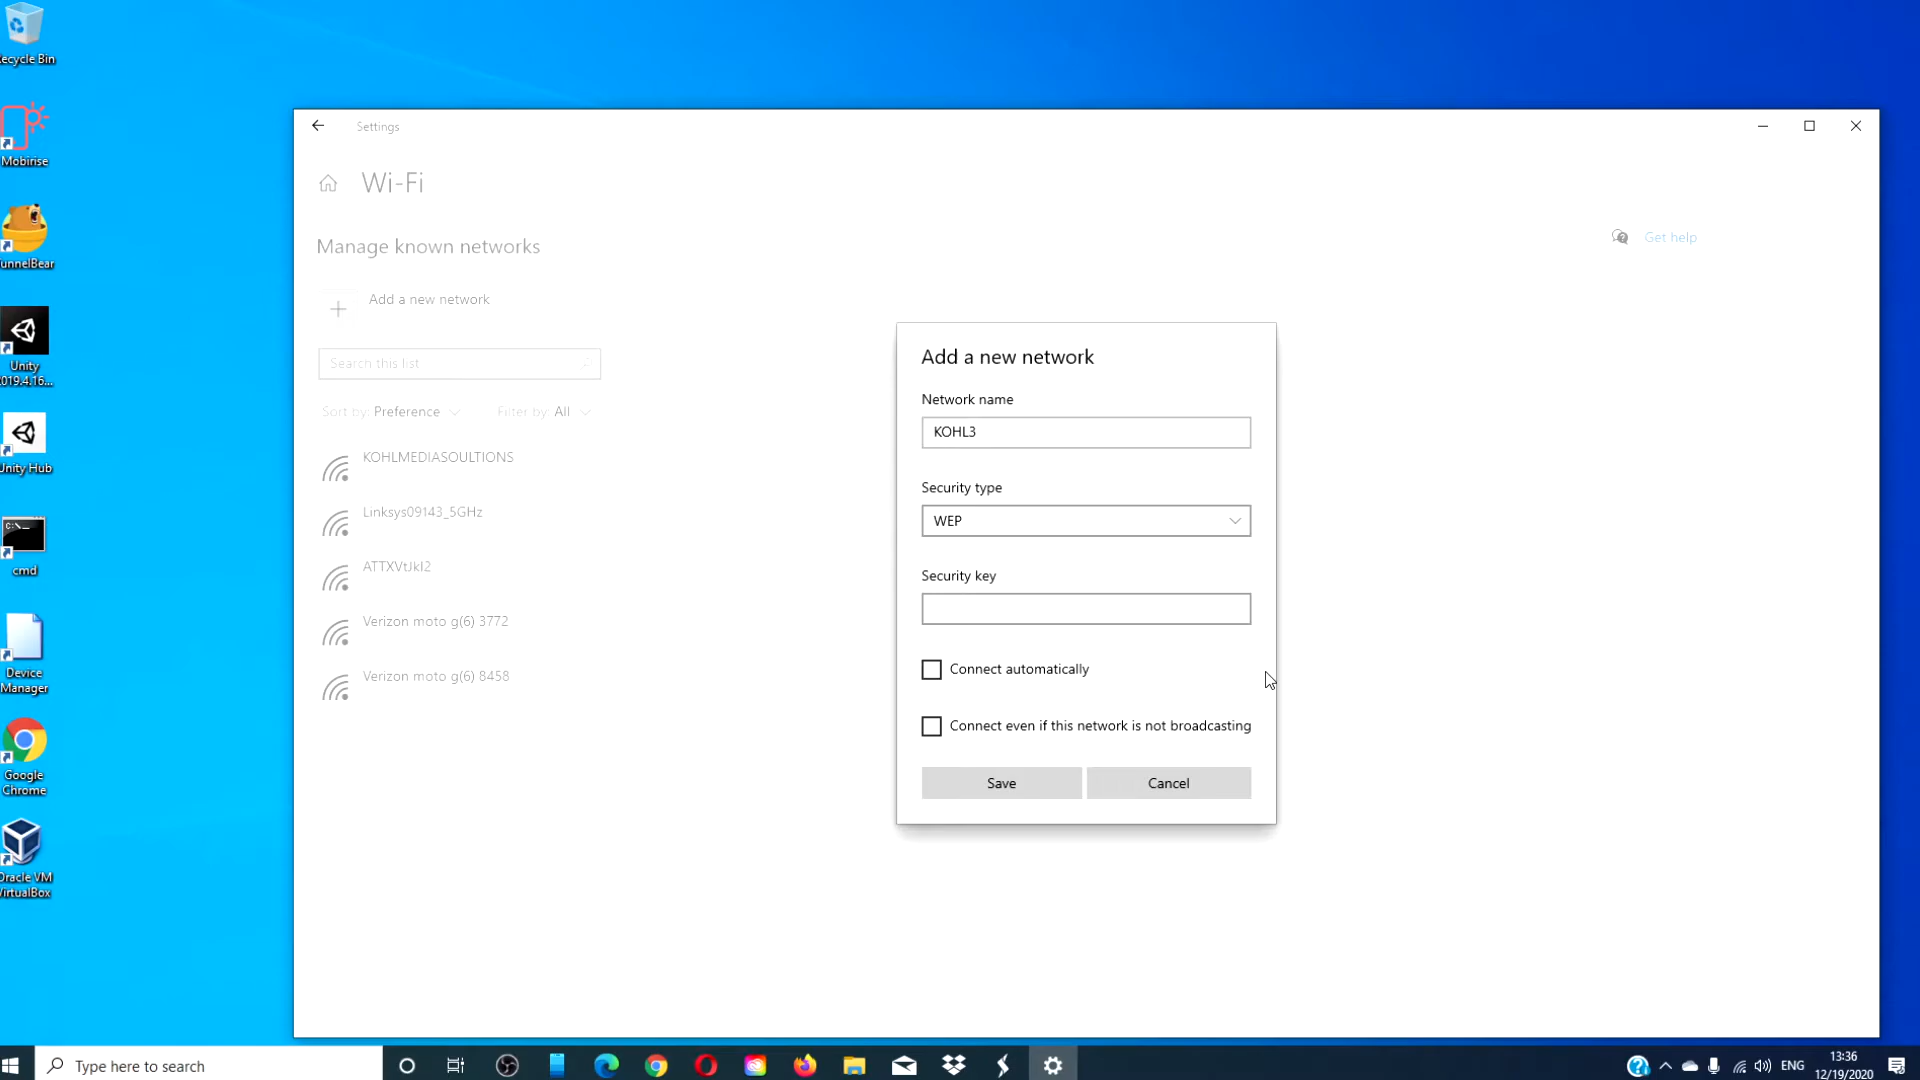 ecycle Bin
Mobirise
unnelBear
Unity
2019.4.16...
Unity Hub
cmd
Device
Manager
Google
Chrome
Oracle VM
VirtualBox
Settings
Wi-Fi
Manage known networks
Get help
Add a new network
Search this list
Sort by: Preference
Filter by: All
KOHLMEDIASOULTIONS
Linksys09143_5GHz
ATTXVtJkI2
Verizon moto g(6) 3772
Verizon moto g(6) 8458
Add a new network
Network name
KOHL3
Security type
WEP
Security key
Connect automatically
Connect even if this network is not broadcasting
Save Cancel
Type here to search
ENG
13:36
12/19/2020